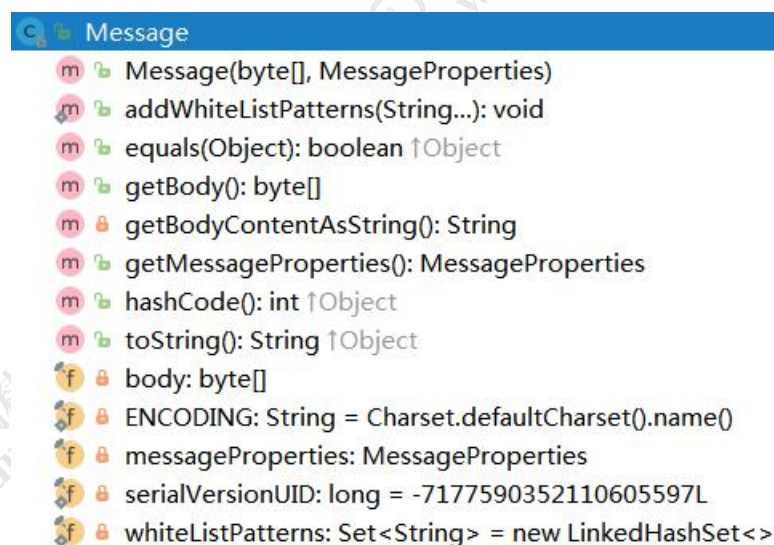 Message
Message(byte[], MessageProperties)
addWhiteListPatterns(String...): void
equals(Object): boolean ↑Object
getBody(): byte[]
getBodyContentAsString(): String
getMessageProperties(): MessageProperties
hashCode(): int ↑Object
toString(): String ↑Object
body: byte[]
ENCODING: String = Charset.defaultCharset().name()
messageProperties: MessageProperties
serialVersionUID: long = -7177590352110605597L
whiteListPatterns: Set<String> = new LinkedHashSet<>